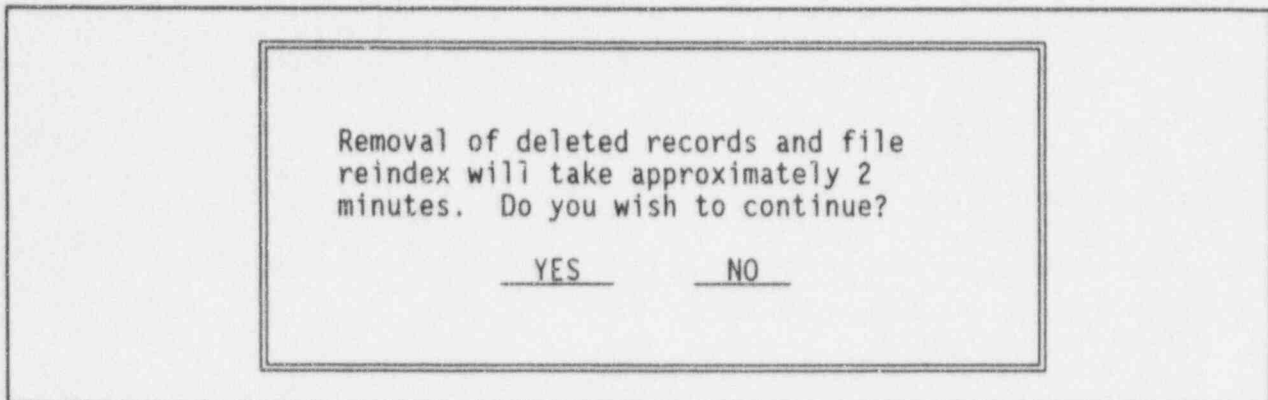 Removal of deleted records and file
reindex will take approximately 2
minutes.  Do you wish to continue?
YES NO